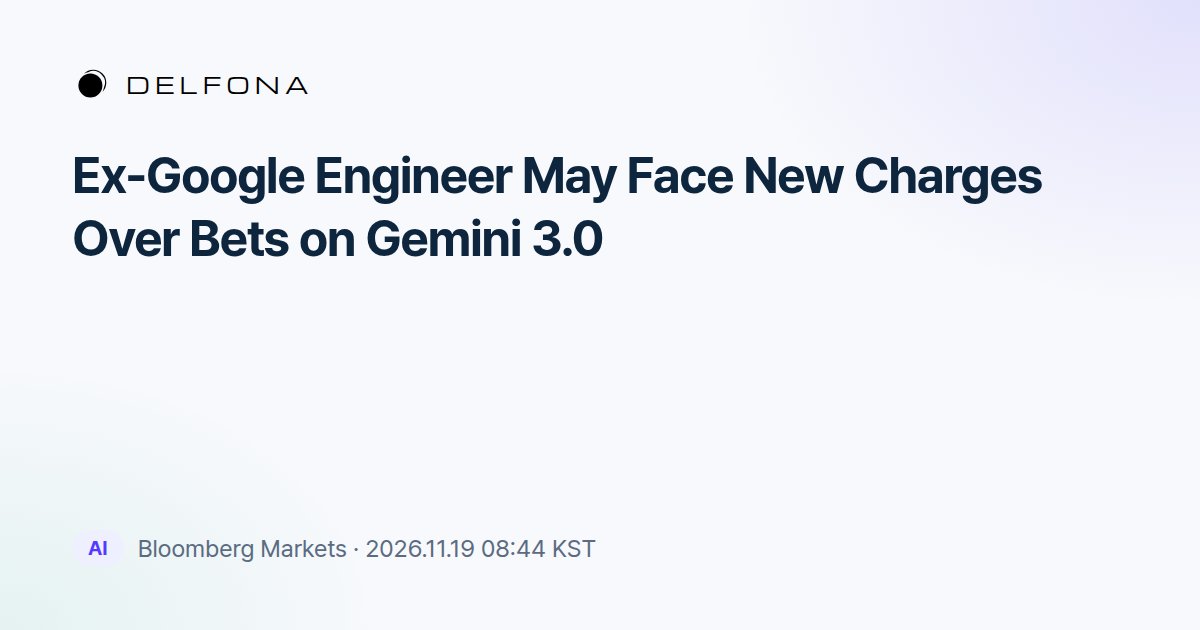 DELFONA
Ex-Google Engineer May Face New Charges
Over Bets on Gemini 3.0
AI Bloomberg Markets · 2026.11.19 08:44 KST